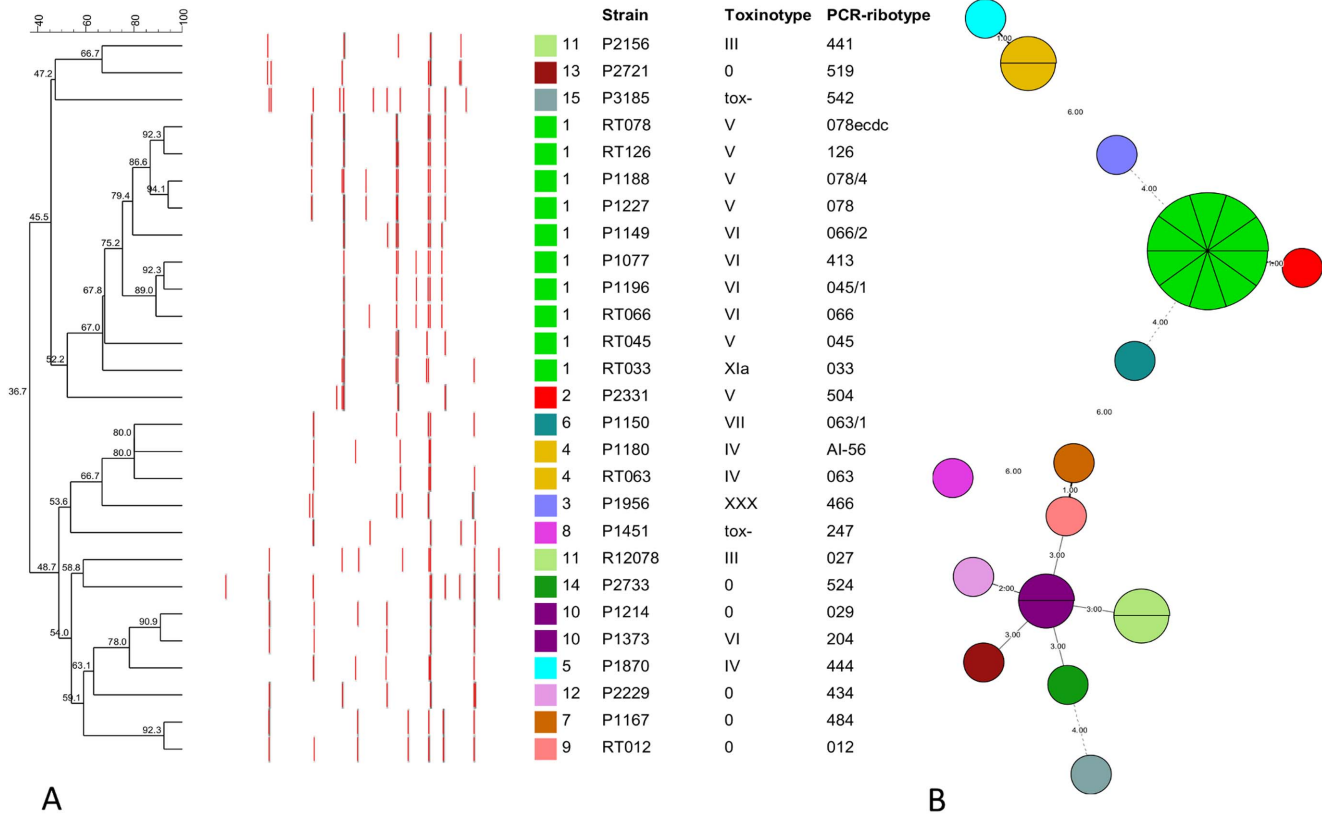 40 60 80 100
Strain Toxinotype PCR-ribotype
11 P2156 III 441
13 P2721 0 519
15 P3185 tox- 542
1 RT078 V 078ecdc
1 RT126 V 126
1 P1188 V 078/4
1 P1227 V 078
1 P1149 VI 066/2
1 P1077 VI 413
1 P1196 VI 045/1
1 RT066 VI 066
1 RT045 V 045
1 RT033 XIa 033
2 P2331 V 504
6 P1150 VII 063/1
4 P1180 IV AI-56
4 RT063 IV 063
3 P1956 XXX 466
8 P1451 tox- 247
11 R12078 III 027
14 P2733 0 524
10 P1214 0 029
10 P1373 VI 204
5 P1870 IV 444
12 P2229 0 434
7 P1167 0 484
9 RT012 0 012
66.7
47.2
92.3
86.6
94.1
79.4
45.5
75.2
92.3
67.8
89.0
67.0
52.2
36.7
80.0
80.0
66.7
53.6
48.7
58.8
90.9
54.0
78.0
63.1
59.1
92.3
A
1.00
6.00
4.00
1.00
4.00
6.00
6.00
1.00
3.00
2.00
3.00
3.00
3.00
4.00
B